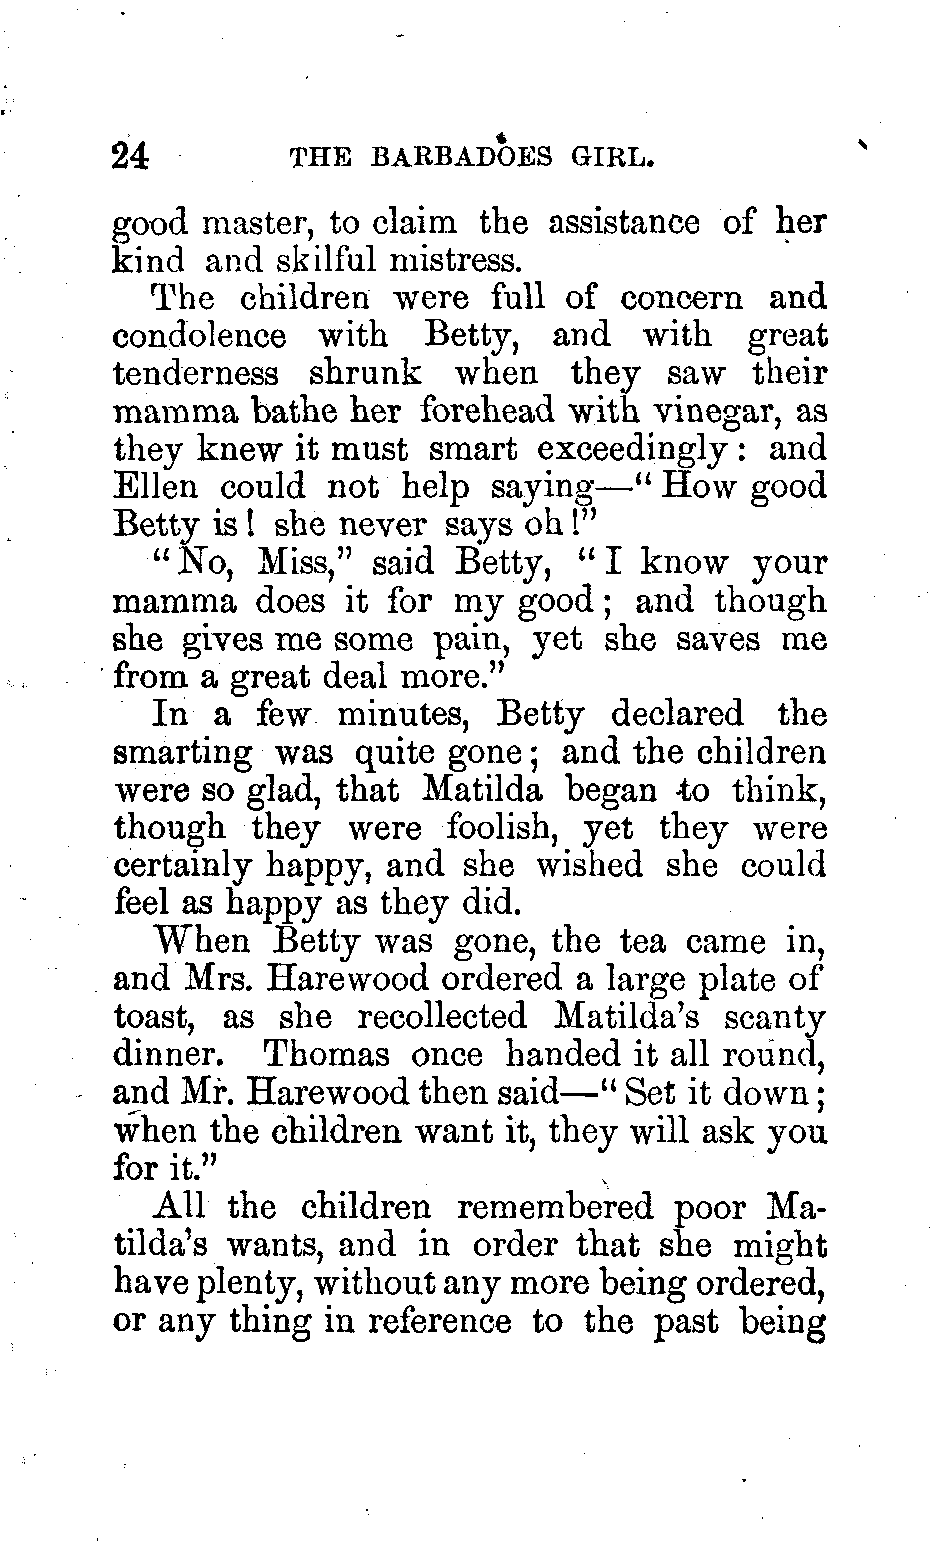 24 THE BARBADOES GIRL.
good master, to claim the assistance of her
kind and skilful mistress.
The children were full of concern and
condolence with Betty, and with great
tenderness shrunk when they saw their
mamma bathe her forehead with vinegar, as
they knew it must smart exceedingly: and
Ellen could not help saying—“How good
Betty is! she never says oh!”
“No, Miss,” said Betty, “I know your
mamma does it for my good; and though
she gives me some pain, yet she saves me
from a great deal more.”
In a few minutes, Betty declared the
smarting was quite gone; and the children
were so glad, that Matilda began to think,
though they were foolish, yet they were
certainly happy, and she wished she could
feel as happy as they did.
When Betty was gone, the tea came in,
and Mrs. Harewood ordered a large plate of
toast, as she recollected Matilda’s scanty
dinner. Thomas once handed it all round,
and Mr. Harewood then said—“Set it down;
when the children want it, they will ask you
for it.”
All the children remembered poor Ma-
tilda’s wants, and in order that she might
have plenty, without any more being ordered,
or any thing in reference to the past being